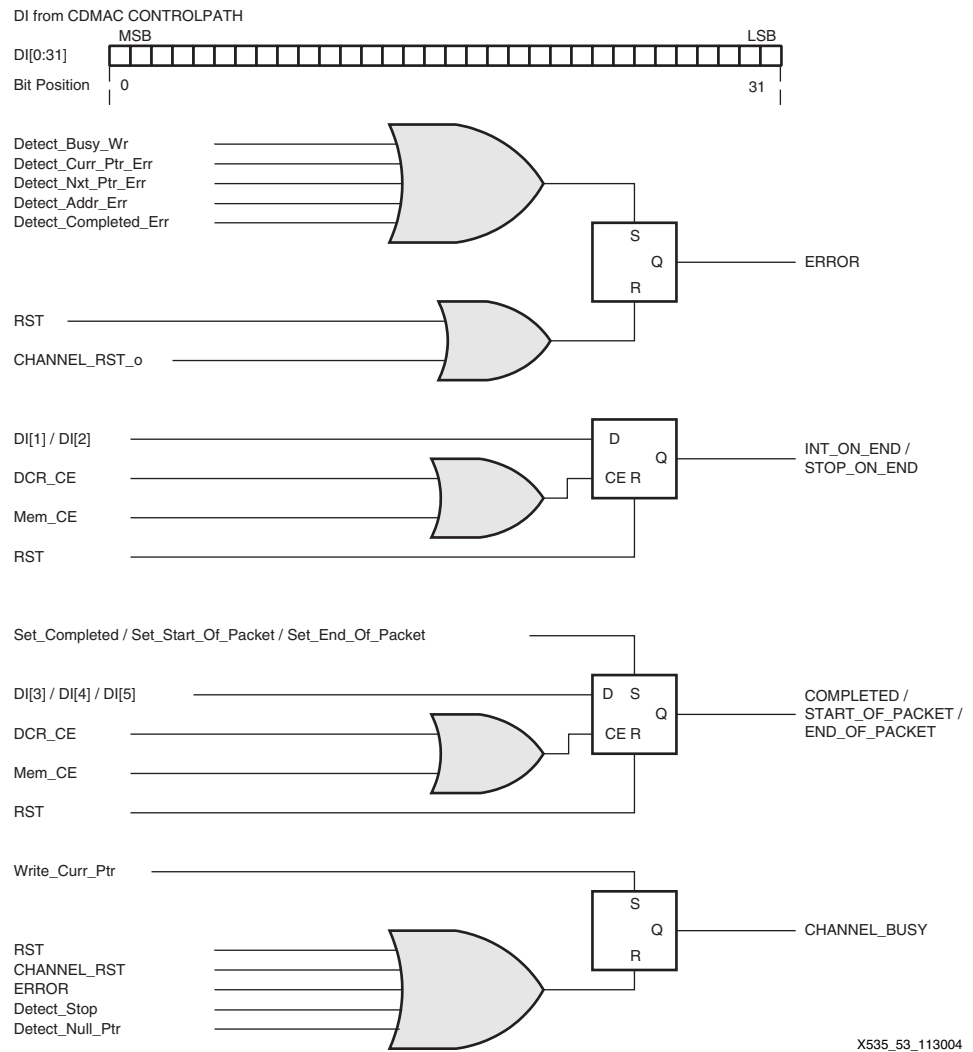 DI from CDMAC CONTROLPATH
MSB LSB
DI[0:31]
Bit Position 0 31
Detect_Busy_Wr
Detect_Curr_Ptr_Err
Detect_Nxt_Ptr_Err
Detect_Addr_Err
Detect_Completed_Err
S
Q ERROR
R
RST
CHANNEL_RST_o
DI[1] / DI[2] D
Q INT_ON_END /
STOP_ON_END
DCR_CE CE R
Mem_CE
RST
Set_Completed / Set_Start_Of_Packet / Set_End_Of_Packet
DI[3] / DI[4] / DI[5] D S COMPLETED /
Q START_OF_PACKET /
END_OF_PACKET
DCR_CE CE R
Mem_CE
RST
Write_Curr_Ptr
S
Q CHANNEL_BUSY
R
RST
CHANNEL_RST
ERROR
Detect_Stop
Detect_Null_Ptr
X535_53_113004